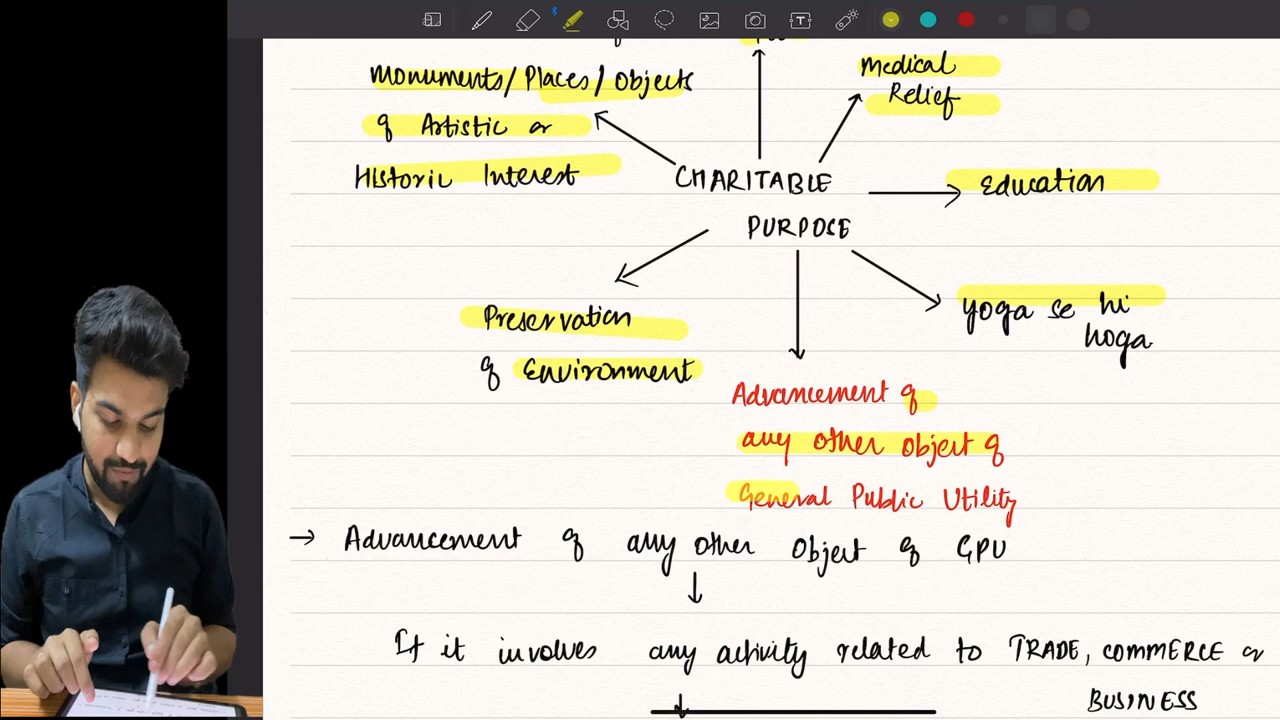 Monuments/Places/Objects
of Artistic or
Historic Interest
Medical
Relief
CHARITABLE
PURPOSE
Education
Preservation
of Environment
yoga se hi
hoga
Advancement of
any other object of
General Public Utility
→ Advancement of any other Object of GPU
If it involves any activity related to TRADE, COMMERCE or
BUSINESS